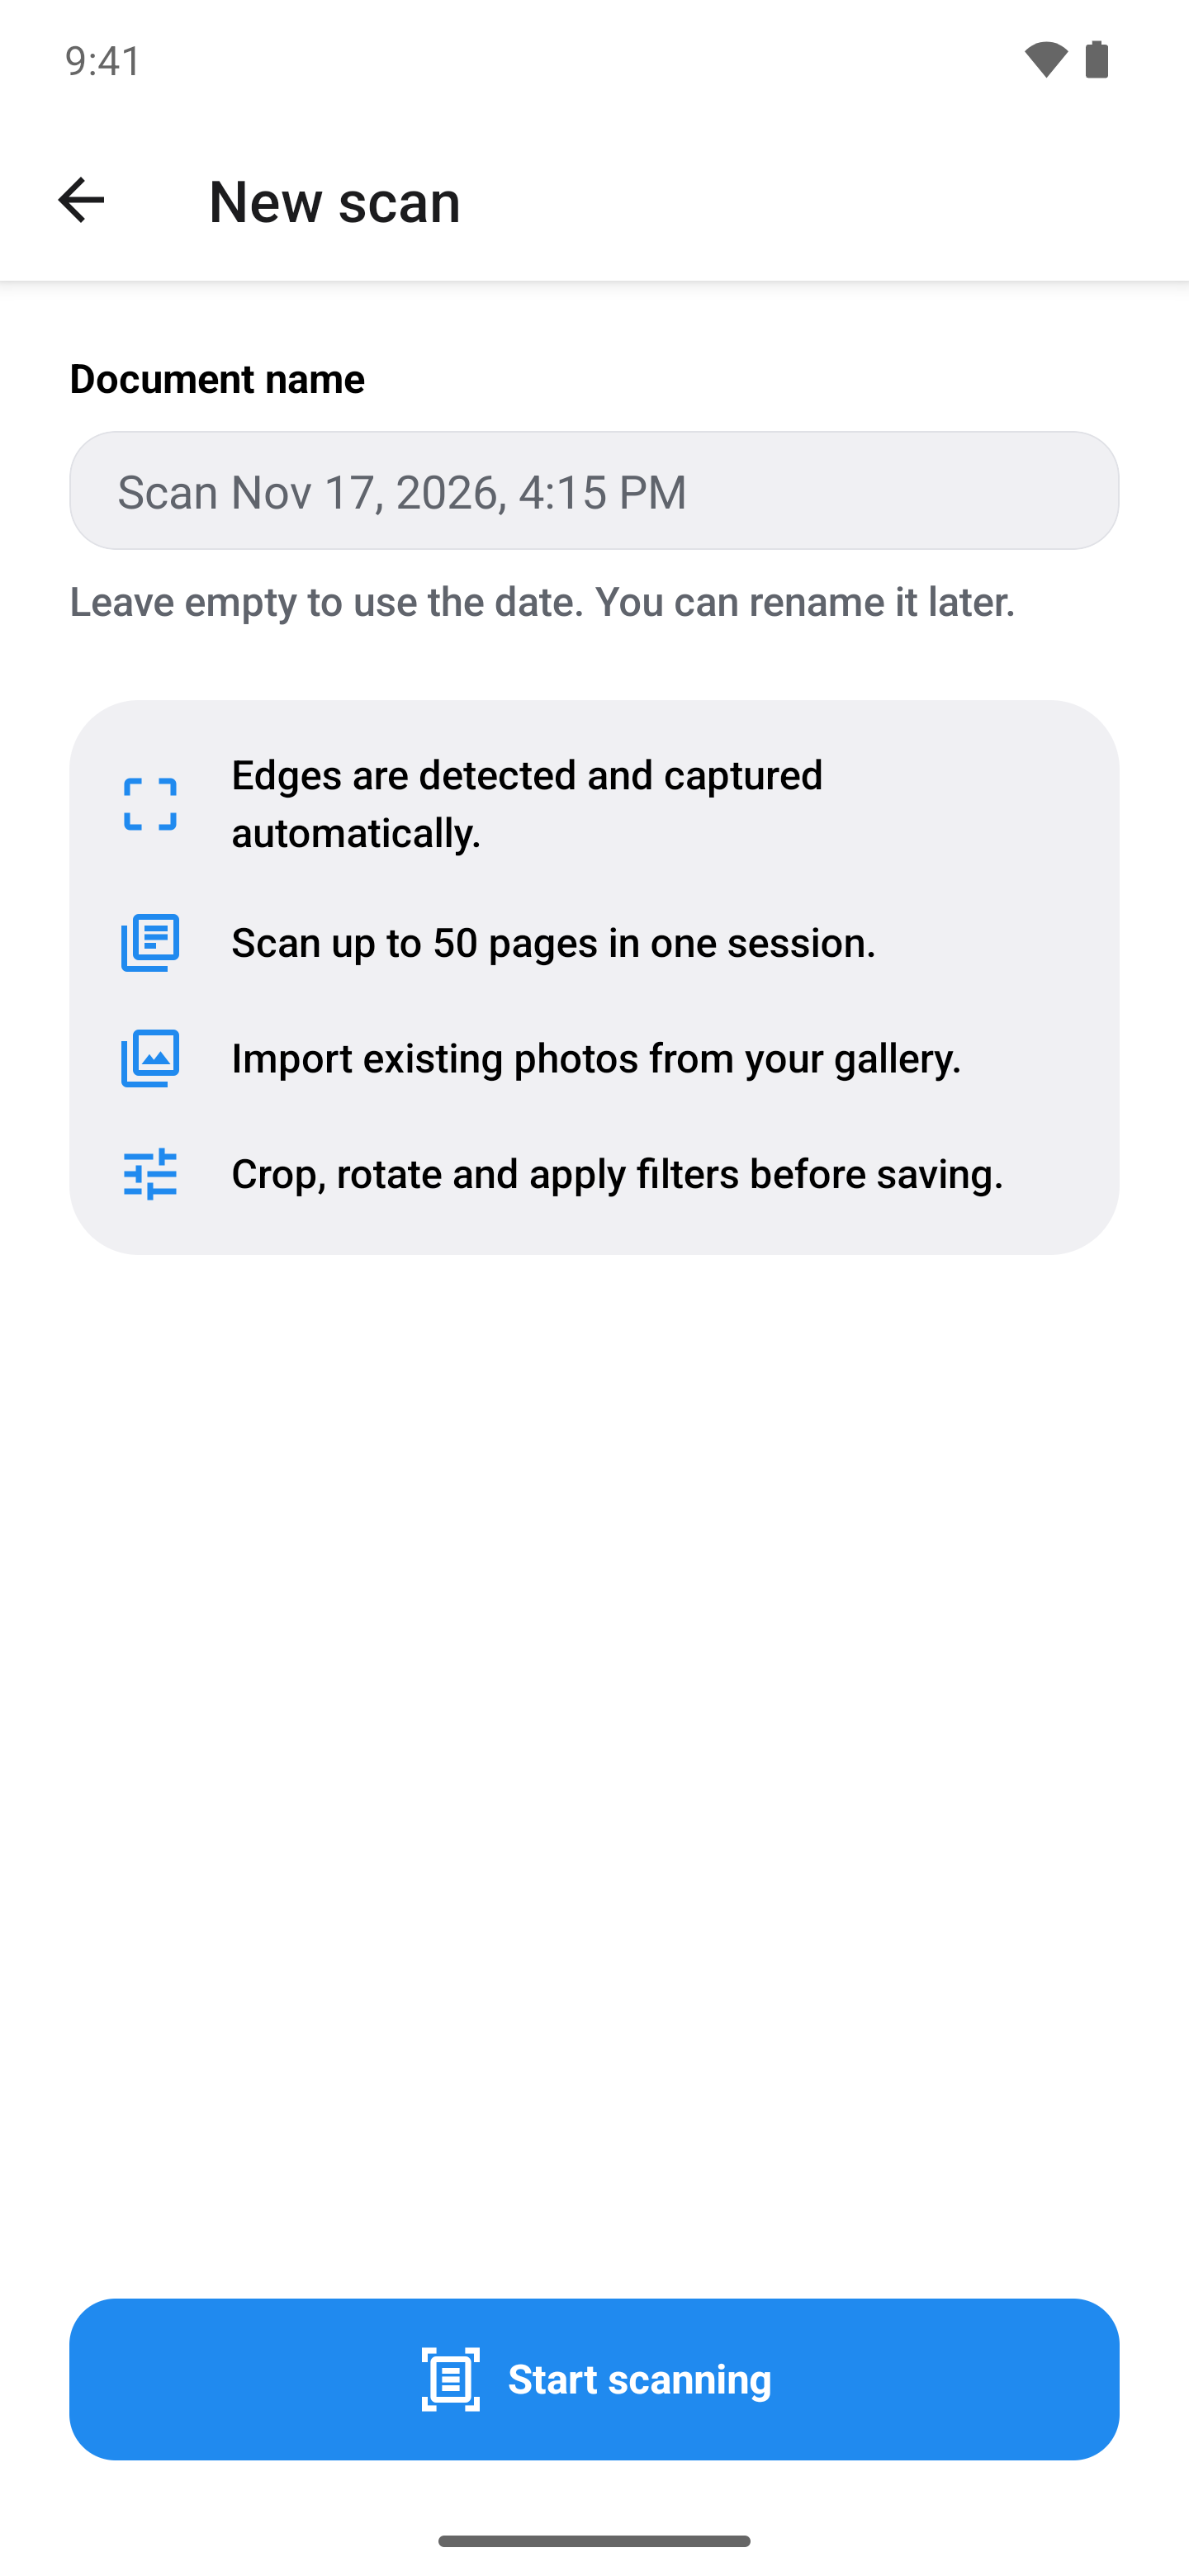 9:41
New scan
Document name
Scan Nov 17, 2026, 4:15 PM
Leave empty to use the date. You can rename it later.
Edges are detected and captured
automatically.
Scan up to 50 pages in one session.
Import existing photos from your gallery.
Crop, rotate and apply filters before saving.
Start scanning